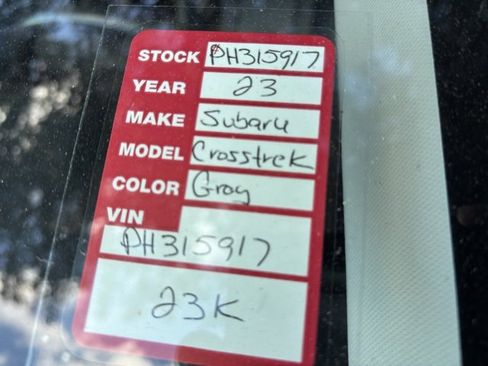 STOCK PH315917
YEAR 23
MAKE Subaru
MODEL Crosstrek
COLOR Gray
VIN
PH315917
23K